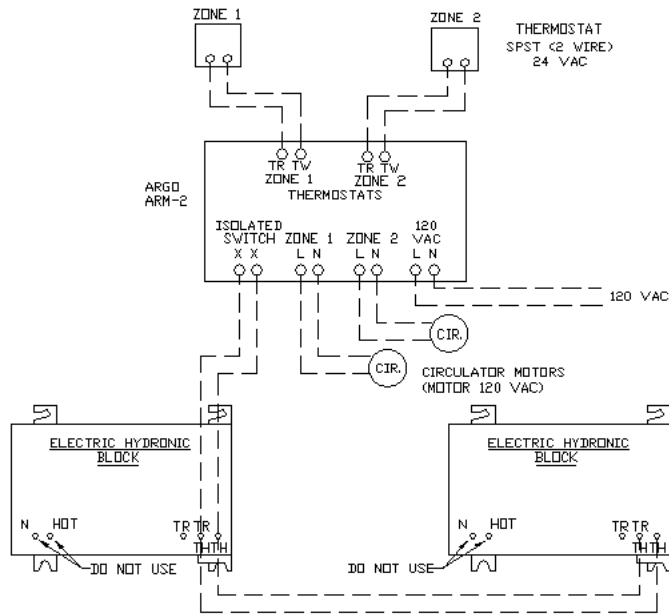 ZONE 1
ZONE 2
THERMOSTAT
SPST (2 WIRE)
24 VAC
TR TW
ZONE 1
TR TW
ZONE 2
THERMOSTATS
ARGO
ARM-2
ISOLATED
SWITCH
X X
ZONE 1
L N
ZONE 2
L N
120
VAC
L N
120 VAC
CIR.
CIR.
CIRCULATOR MOTORS
(MOTOR 120 VAC)
ELECTRIC HYDRONIC
BLOCK
N HOT
TR TR
TH TH
DO NOT USE
ELECTRIC HYDRONIC
BLOCK
N HOT
TR TR
TH TH
DO NOT USE